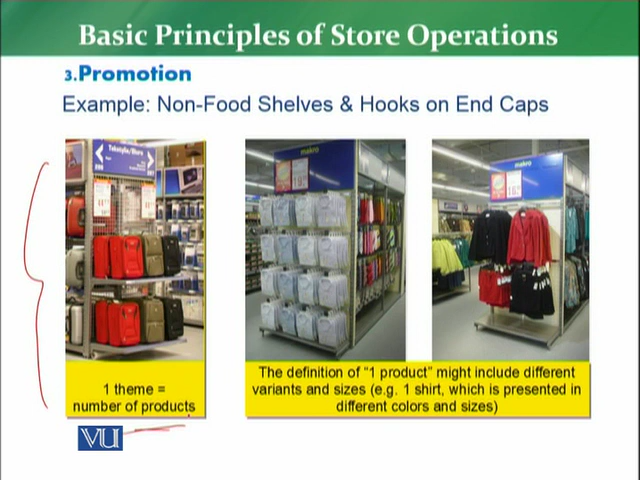 Basic Principles of Store Operations
3.Promotion
Example: Non-Food Shelves & Hooks on End Caps
makro
makro
1 theme =
number of products
The definition of "1 product" might include different
variants and sizes (e.g. 1 shirt, which is presented in
different colors and sizes)
VU